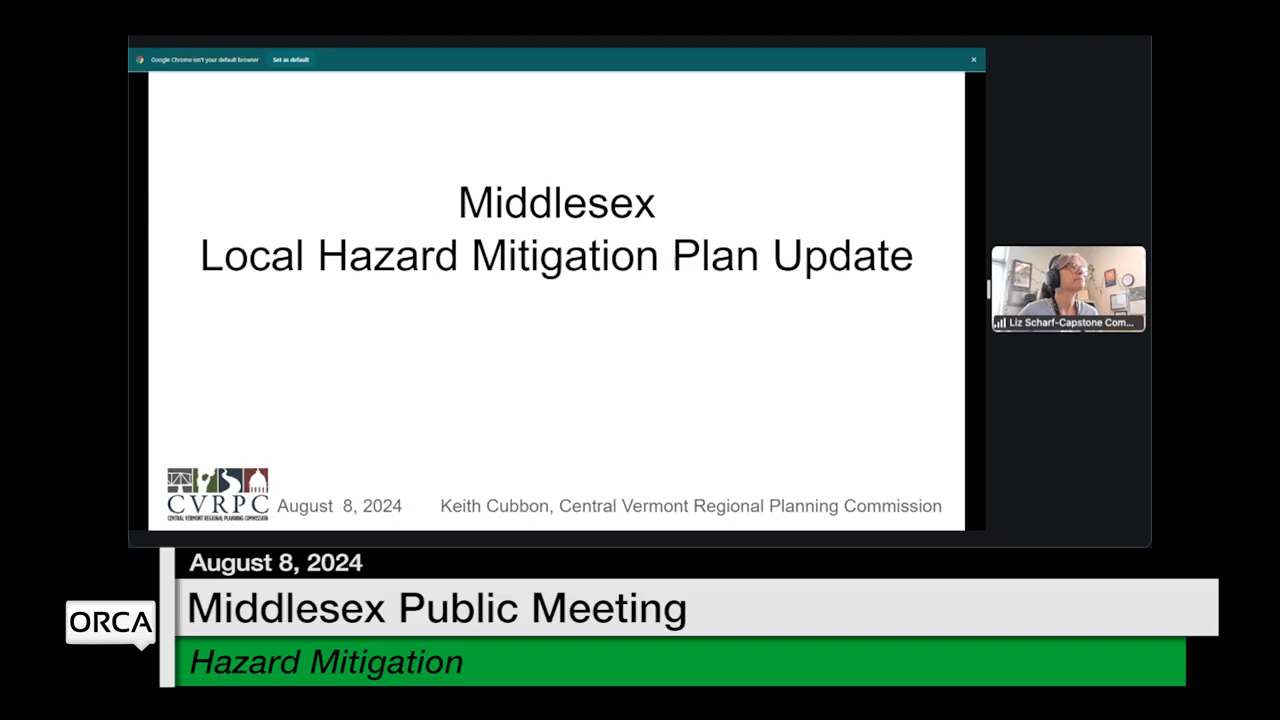 Google Chrome isn't your default browser Set as default
Middlesex
Local Hazard Mitigation Plan Update
Liz Scharf-Capstone Com...
CVRPC
CENTRAL VERMONT REGIONAL PLANNING COMMISSION
August 8, 2024 Keith Cubbon, Central Vermont Regional Planning Commission
August 8, 2024
Middlesex Public Meeting
ORCA
Hazard Mitigation